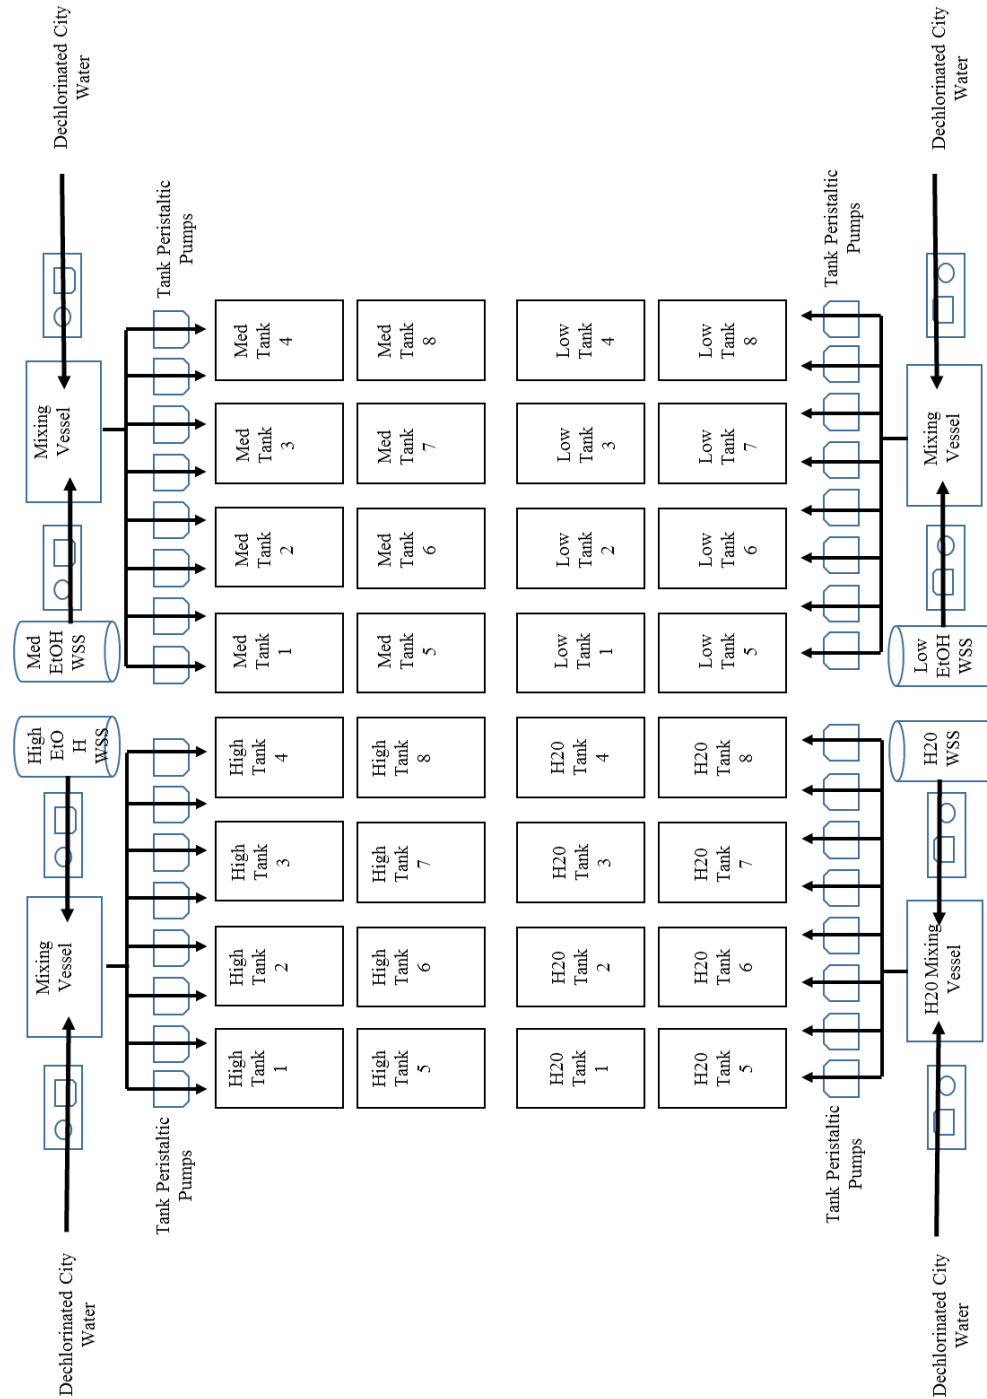 Dechlorinated City
Water
Mixing
Vessel
High
EtO
H
WSS
Med
EtOH
WSS
Mixing
Vessel
Dechlorinated City
Water
Tank Peristaltic
Pumps
Tank Peristaltic
Pumps
High
Tank
1
High
Tank
2
High
Tank
3
High
Tank
4
Med
Tank
1
Med
Tank
2
Med
Tank
3
Med
Tank
4
High
Tank
5
High
Tank
6
High
Tank
7
High
Tank
8
Med
Tank
5
Med
Tank
6
Med
Tank
7
Med
Tank
8
H20
Tank
1
H20
Tank
2
H20
Tank
3
H20
Tank
4
Low
Tank
1
Low
Tank
2
Low
Tank
3
Low
Tank
4
H20
Tank
5
H20
Tank
6
H20
Tank
7
H20
Tank
8
Low
Tank
5
Low
Tank
6
Low
Tank
7
Low
Tank
8
Tank Peristaltic
Pumps
Tank Peristaltic
Pumps
Dechlorinated City
Water
H20 Mixing
Vessel
H20
WSS
Low
EtOH
WSS
Mixing
Vessel
Dechlorinated City
Water